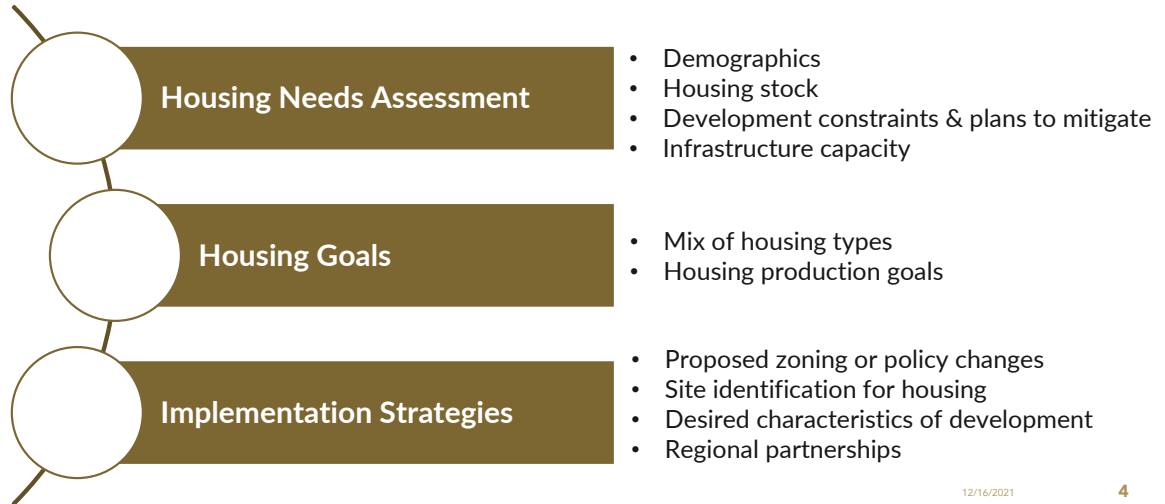 Housing Needs Assessment
• Demographics
• Housing stock
• Development constraints & plans to mitigate
• Infrastructure capacity
Housing Goals
• Mix of housing types
• Housing production goals
Implementation Strategies
• Proposed zoning or policy changes
• Site identification for housing
• Desired characteristics of development
• Regional partnerships
12/16/2021
4